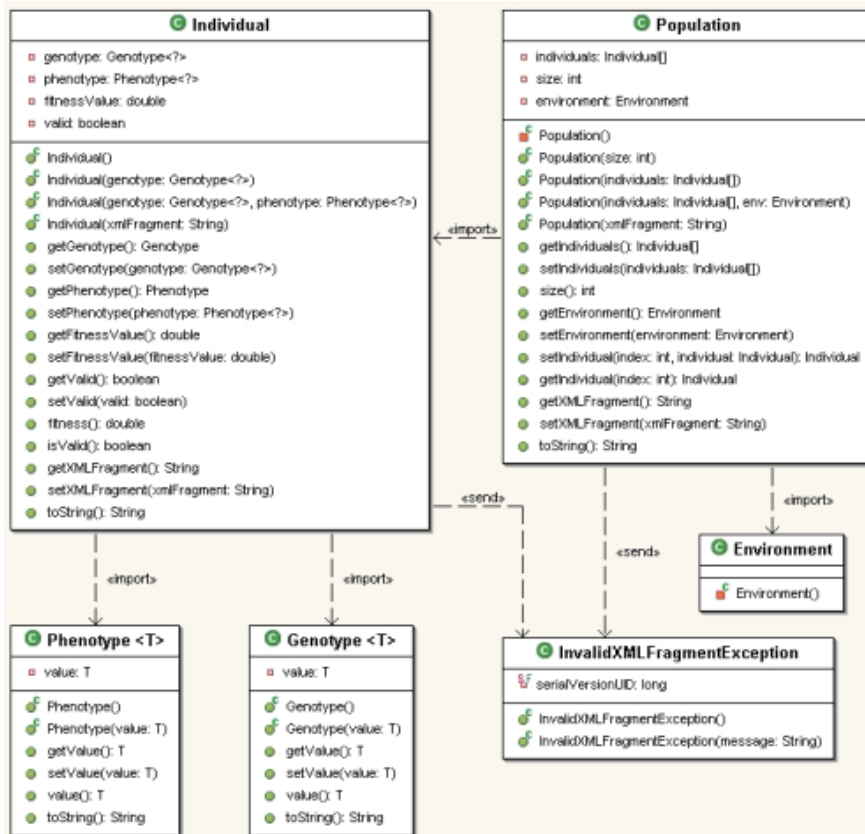 Individual
genotype: Genotype<?>
phenotype: Phenotype<?>
fitnessValue: double
valid: boolean
Individual()
Individual(genotype: Genotype<?>)
Individual(genotype: Genotype<?>, phenotype: Phenotype<?>)
Individual(xmlFragment: String)
getGenotype(): Genotype
setGenotype(genotype: Genotype<?>)
getPhenotype(): Phenotype
setPhenotype(phenotype: Phenotype<?>)
getFitnessValue(): double
setFitnessValue(fitnessValue: double)
getValid(): boolean
setValid(valid: boolean)
fitness(): double
isValid(): boolean
getXMLFragment(): String
setXMLFragment(xmlFragment: String)
toString(): String
«import»
Population
individuals: Individual[]
size: int
environment: Environment
Population()
Population(size: int)
Population(individuals: Individual[])
Population(individuals: Individual[], env: Environment)
Population(xmlFragment: String)
getIndividuals(): Individual[]
setIndividuals(individuals: Individual[])
size(): int
getEnvironment(): Environment
setEnvironment(environment: Environment)
setIndividual(index: int, individual: Individual): Individual
getIndividual(index: int): Individual
getXMLFragment(): String
setXMLFragment(xmlFragment: String)
toString(): String
«send»
«import»
«send»
Environment
Environment()
«import»
«import»
Phenotype <T>
value: T
Phenotype()
Phenotype(value: T)
getValue(): T
setValue(value: T)
value(): T
toString(): String
Genotype <T>
value: T
Genotype()
Genotype(value: T)
getValue(): T
setValue(value: T)
value(): T
toString(): String
InvalidXMLFragmentException
serialVersionUID: long
InvalidXMLFragmentException()
InvalidXMLFragmentException(message: String)